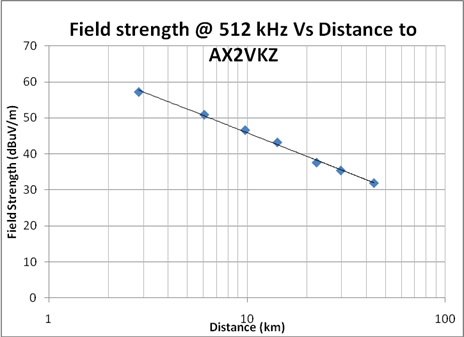 Field strength @ 512 kHz Vs Distance to
AX2VKZ
Field Strength (dBuV/m)
70
60
50
40
30
20
10
0
1
10
100
Distance (km)